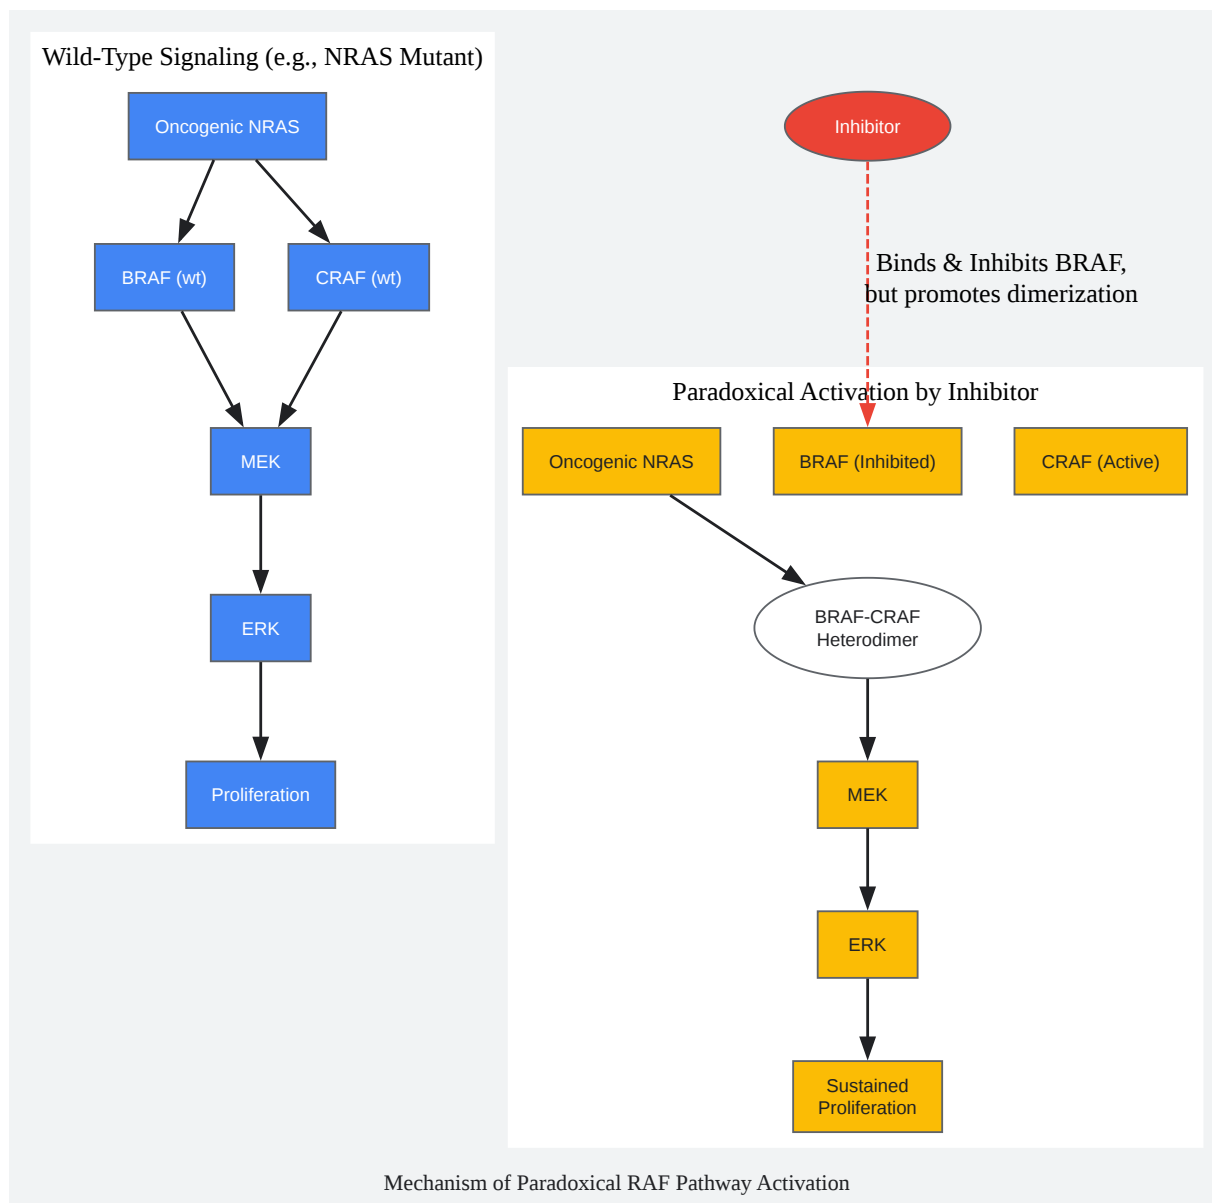 Wild-Type Signaling (e.g., NRAS Mutant)
Oncogenic NRAS
BRAF (wt)
CRAF (wt)
MEK
ERK
Proliferation
Inhibitor
Binds & Inhibits BRAF,
but promotes dimerization
Paradoxical Activation by Inhibitor
Oncogenic NRAS
BRAF (Inhibited)
CRAF (Active)
BRAF-CRAF
Heterodimer
MEK
ERK
Sustained
Proliferation
Mechanism of Paradoxical RAF Pathway Activation